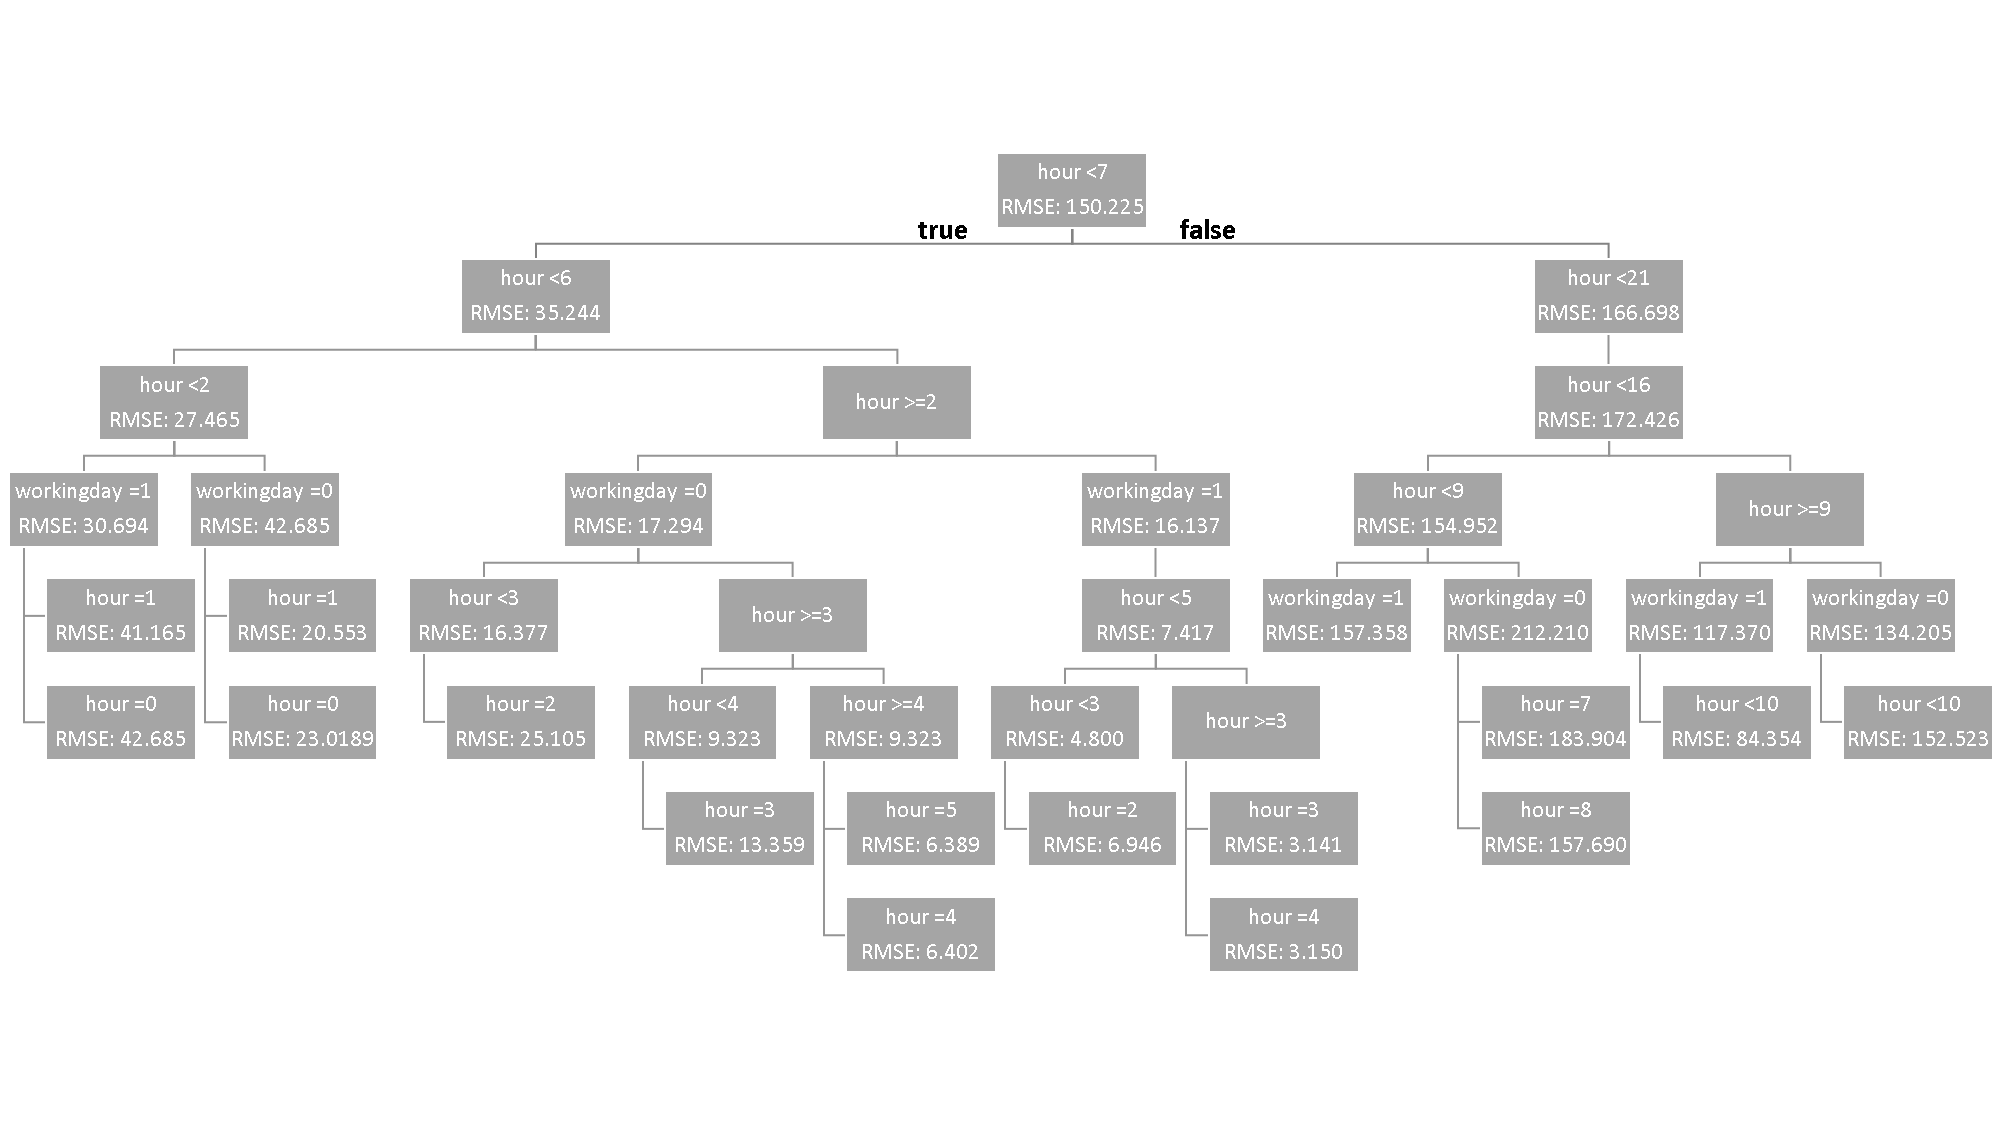 hour <7
RMSE: 150.225
true
false
hour <6
RMSE: 35.244
hour <21
RMSE: 166.698
hour <2
RMSE: 27.465
hour >=2
hour <16
RMSE: 172.426
workingday =1
RMSE: 30.694
workingday =0
RMSE: 42.685
workingday =0
RMSE: 17.294
workingday =1
RMSE: 16.137
hour <9
RMSE: 154.952
hour >=9
hour =1
RMSE: 41.165
hour =1
RMSE: 20.553
hour <3
RMSE: 16.377
hour >=3
hour <5
RMSE: 7.417
workingday =1
RMSE: 157.358
workingday =0
RMSE: 212.210
workingday =1
RMSE: 117.370
workingday =0
RMSE: 134.205
hour =0
RMSE: 42.685
hour =0
RMSE: 23.0189
hour =2
RMSE: 25.105
hour <4
RMSE: 9.323
hour >=4
RMSE: 9.323
hour <3
RMSE: 4.800
hour >=3
hour =7
RMSE: 183.904
hour <10
RMSE: 84.354
hour <10
RMSE: 152.523
hour =3
RMSE: 13.359
hour =5
RMSE: 6.389
hour =2
RMSE: 6.946
hour =3
RMSE: 3.141
hour =8
RMSE: 157.690
hour =4
RMSE: 6.402
hour =4
RMSE: 3.150